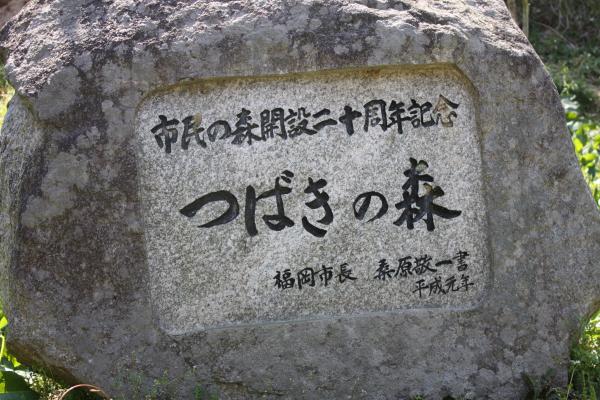 市民の森開設二十周年記念
つばきの森
福岡市長 桑原敬一書
平成元年